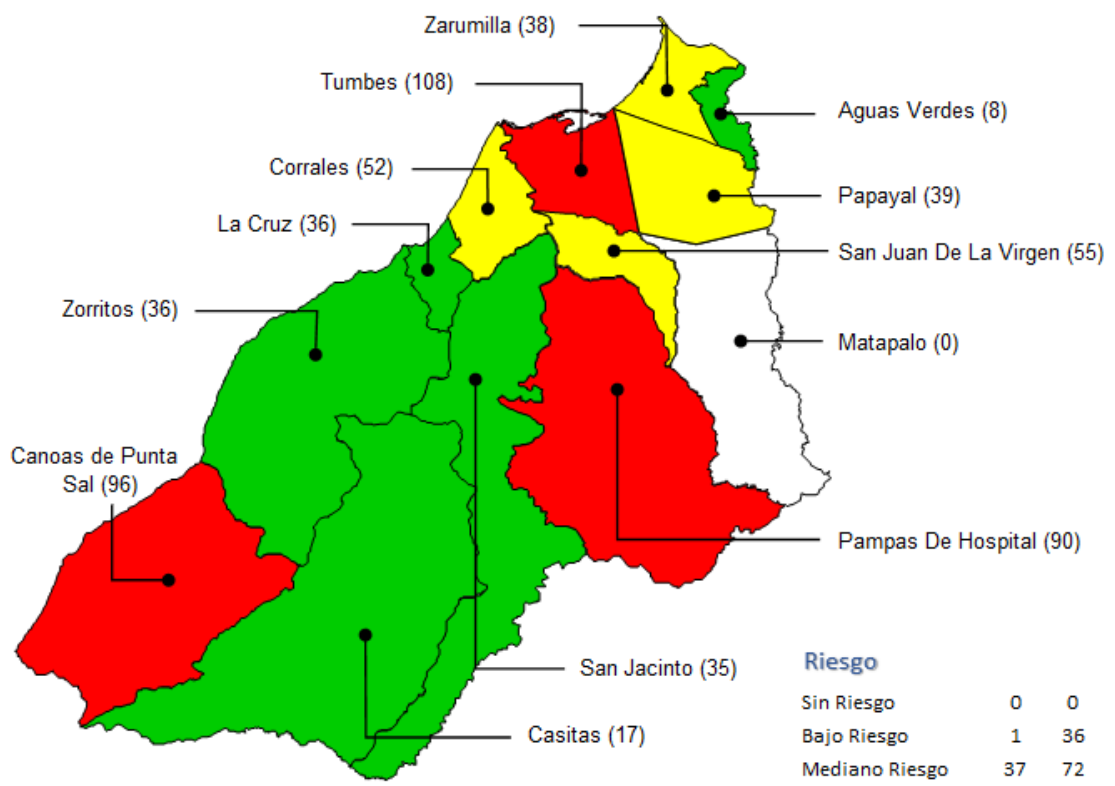 Zarumilla (38)
Tumbes (108)
Aguas Verdes (8)
Corrales (52)
Papayal (39)
La Cruz (36)
San Juan De La Virgen (55)
Zorritos (36)
Matapalo (0)
Canoas de Punta
Sal (96)
Pampas De Hospital (90)
San Jacinto (35)
Casitas (17)
Riesgo
Sin Riesgo 0 0
Bajo Riesgo 1 36
Mediano Riesgo 37 72